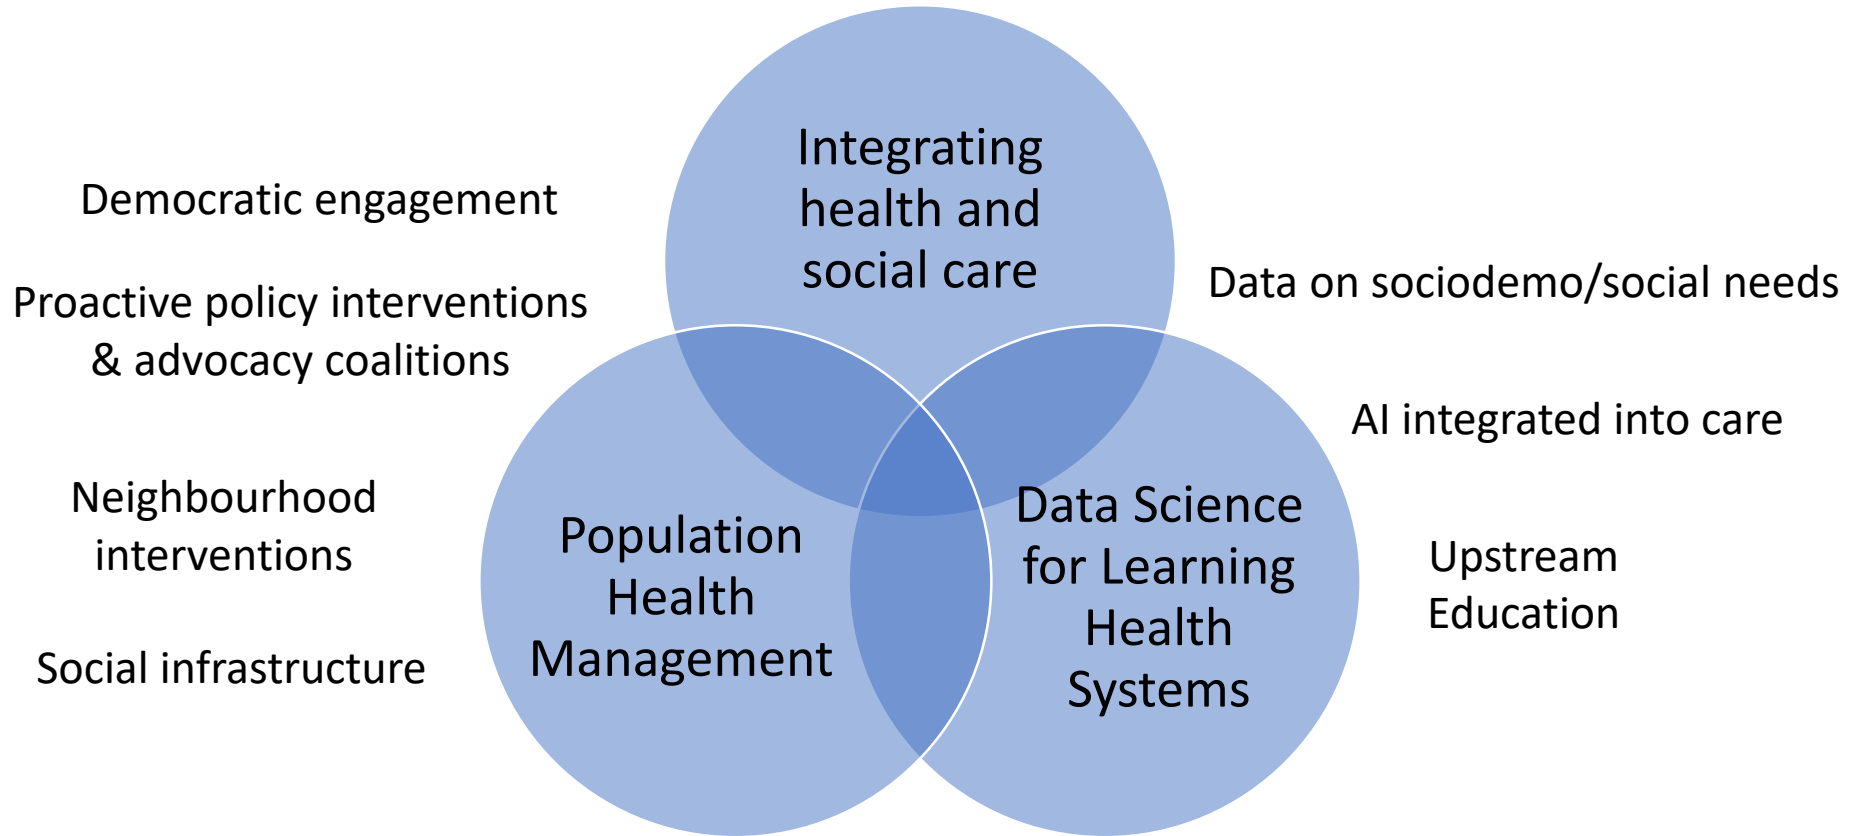 Integrating
health and
social care
Democratic engagement
Proactive policy interventions
& advocacy coalitions
Neighbourhood
interventions
Social infrastructure
Population
Health
Management
Data Science
for Learning
Health
Systems
Data on sociodemo/social needs
AI integrated into care
Upstream
Education